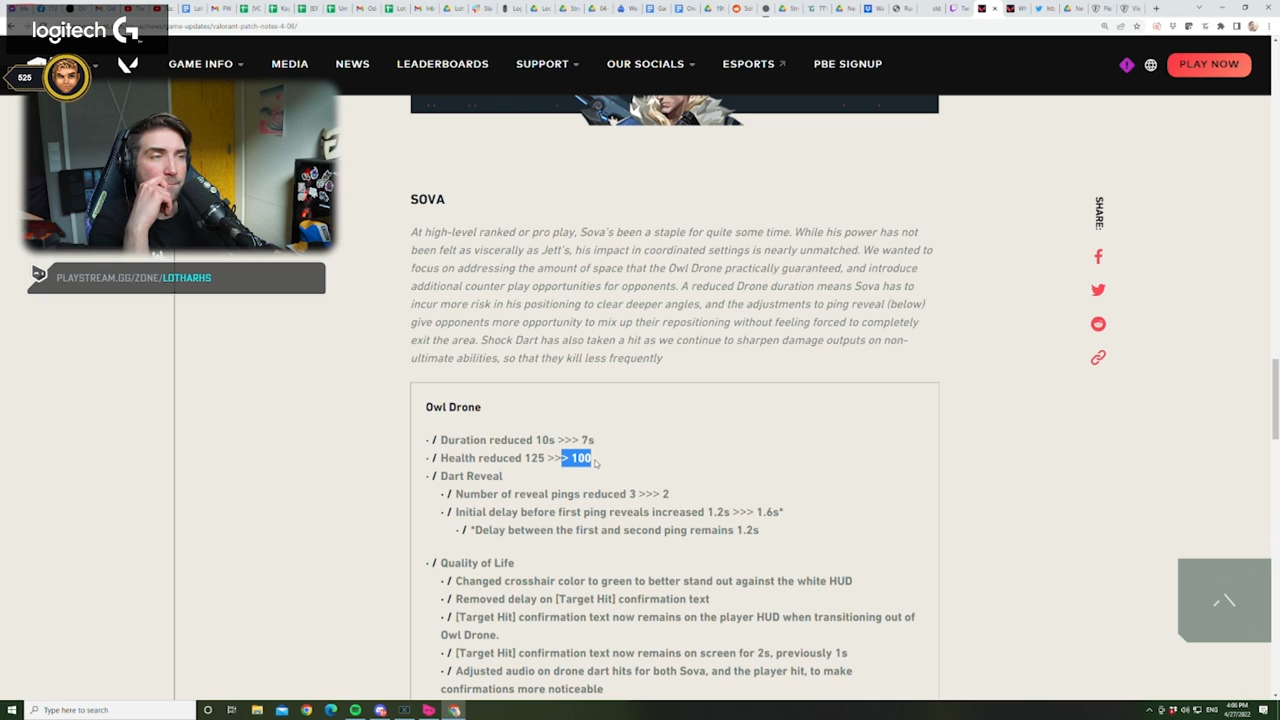 logitech G
/news/game-updates/valorant-patch-notes-4-08/
525
GAME INFO
MEDIA
NEWS
LEADERBOARDS
SUPPORT
OUR SOCIALS
ESPORTS
PBE SIGNUP
PLAY NOW
PLAYSTREAM.GG/ZONE/LOTHARHS
SHARE:
SOVA
At high-level ranked or pro play, Sova's been a staple for quite some time. While his power has not
been felt as viscerally as Jett's, his impact in coordinated settings is nearly unmatched. We wanted to
focus on addressing the amount of space that the Owl Drone practically guaranteed, and introduce
additional counter play opportunities for opponents. A reduced Drone duration means Sova has to
incur more risk in his positioning to clear deeper angles, and the adjustments to ping reveal (below)
give opponents more opportunity to mix up their repositioning without feeling forced to completely
exit the area. Shock Dart has also taken a hit as we continue to sharpen damage outputs on non-
ultimate abilities, so that they kill less frequently
Owl Drone
· / Duration reduced 10s >>> 7s
· / Health reduced 125 >>> 100
· / Dart Reveal
· / Number of reveal pings reduced 3 >>> 2
· / Initial delay before first ping reveals increased 1.2s >>> 1.6s*
· / *Delay between the first and second ping remains 1.2s
· / Quality of Life
· / Changed crosshair color to green to better stand out against the white HUD
· / Removed delay on [Target Hit] confirmation text
· / [Target Hit] confirmation text now remains on the player HUD when transitioning out of
Owl Drone.
· / [Target Hit] confirmation text now remains on screen for 2s, previously 1s
· / Adjusted audio on drone dart hits for both Sova, and the player hit, to make
confirmations more noticeable
Type here to search
ENG
4:06 PM
4/27/2022